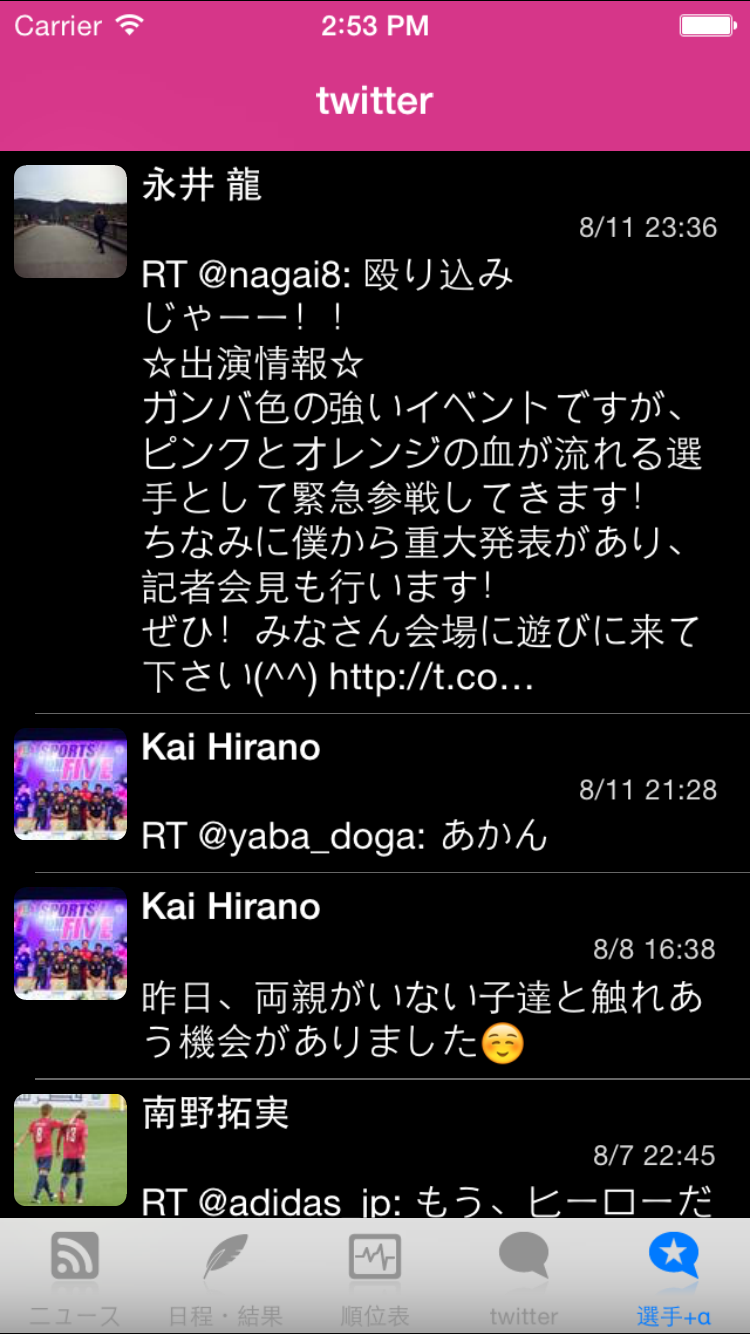 Carrier 2:53 PM
twitter
永井 龍
8/11 23:36
RT @nagai8: 殴り込み
じゃーー！！
☆出演情報☆
ガンバ色の強いイベントですが、
ピンクとオレンジの血が流れる選
手として緊急参戦してきます！
ちなみに僕から重大発表があり、
記者会見も行います！
ぜひ！みなさん会場に遊びに来て
下さい(^^) http://t.co…
SPORTS
FIVE
Kai Hirano
8/11 21:28
RT @yaba_doga: あかん
SPORTS
FIVE
Kai Hirano
8/8 16:38
昨日、両親がいない子達と触れあ
う機会がありました☺️
南野拓実
8/7 22:45
8 13
RT @adidas_jp: もう、ヒーローだ
ニュース 日程・結果 順位表 twitter 選手+α